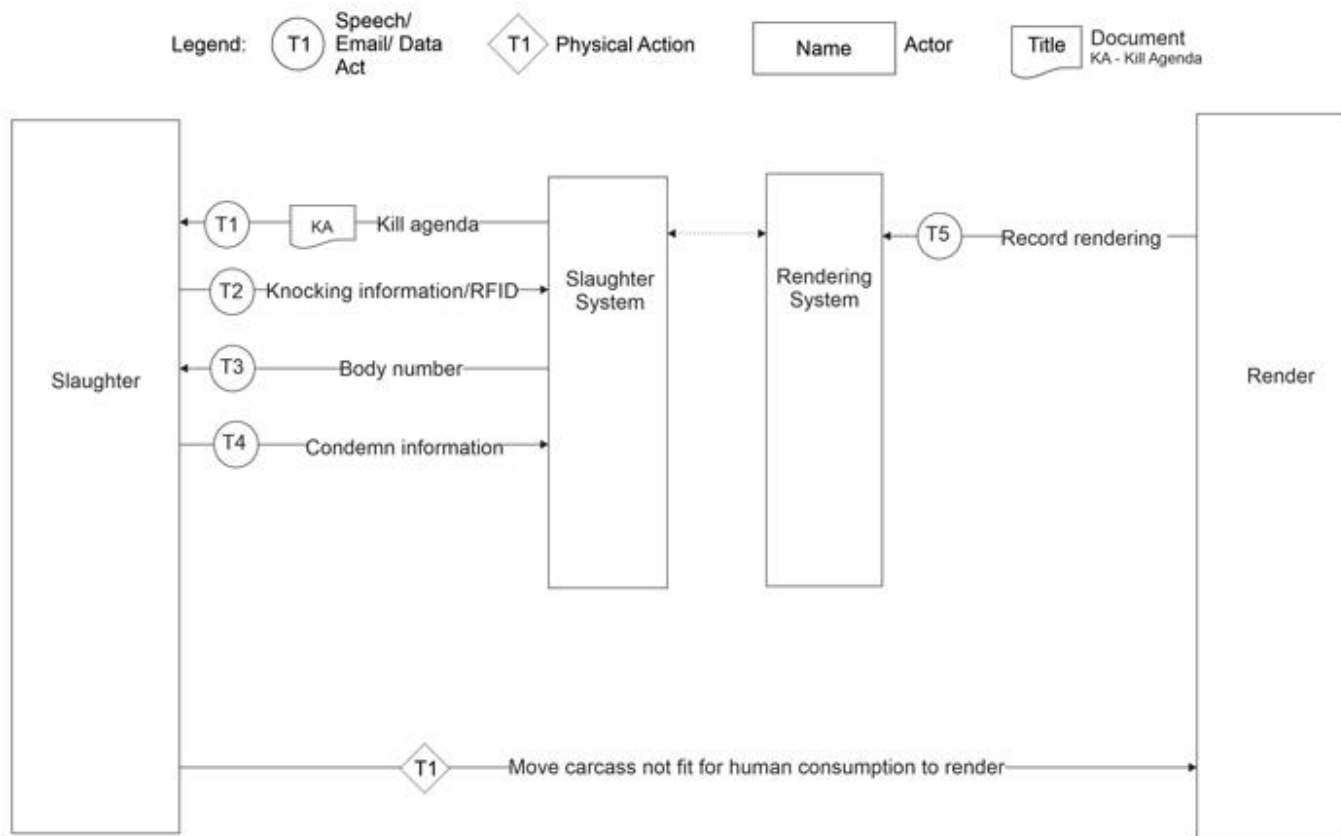 Legend:
T1
Speech/
Email/ Data
Act
T1
Physical Action
Name
Actor
Title
Document
KA - Kill Agenda
Slaughter
T1
KA
Kill agenda
T2
Knocking information/RFID
T3
Body number
T4
Condemn information
Slaughter
System
Rendering
System
T5
Record rendering
Render
T1
Move carcass not fit for human consumption to render